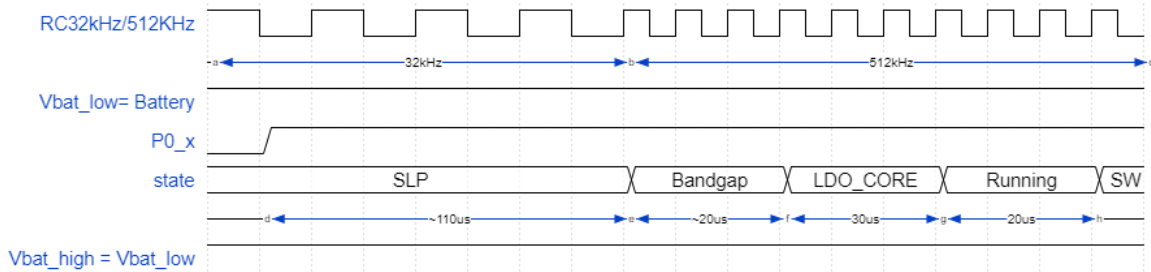 RC32kHz/512KHz
a 32kHz b 512kHz c
Vbat_low= Battery
P0_x
state SLP Bandgap LDO_CORE Running SW
d ~110us e ~20us f 30us g 20us h
Vbat_high = Vbat_low